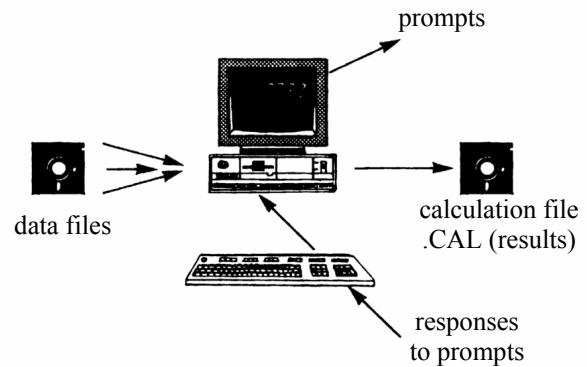 prompts
data files
calculation file
.CAL (results)
responses
to prompts